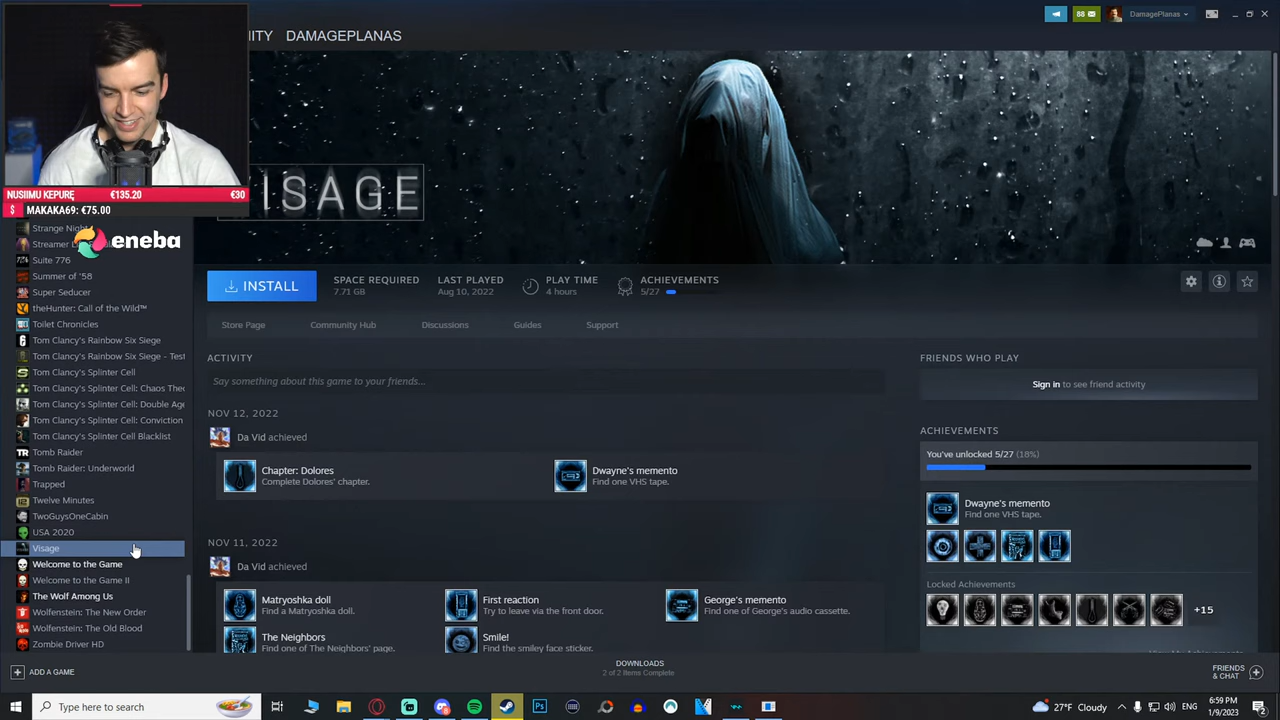 88
DamagePlanas
ITY DAMAGEPLANAS
VISAGE
NUSIIMU KEPURĘ €135.20 €30
$ MAKAKA69: €75.00
eneba
Strange Nigh
Streamer Li
Suite 776
Summer of '58
Super Seducer
theHunter: Call of the Wild™
Toilet Chronicles
Tom Clancy's Rainbow Six Siege
Tom Clancy's Rainbow Six Siege - Test
Tom Clancy's Splinter Cell
Tom Clancy's Splinter Cell: Chaos Theo
Tom Clancy's Splinter Cell: Double Age
Tom Clancy's Splinter Cell: Conviction
Tom Clancy's Splinter Cell Blacklist
Tomb Raider
Tomb Raider: Underworld
Trapped
Twelve Minutes
TwoGuysOneCabin
USA 2020
Visage
Welcome to the Game
Welcome to the Game II
The Wolf Among Us
Wolfenstein: The New Order
Wolfenstein: The Old Blood
Zombie Driver HD
INSTALL
SPACE REQUIRED
7.71 GB
LAST PLAYED
Aug 10, 2022
PLAY TIME
4 hours
ACHIEVEMENTS
5/27
Store Page Community Hub Discussions Guides Support
ACTIVITY
Say something about this game to your friends...
NOV 12, 2022
Da Vid achieved
Chapter: Dolores
Complete Dolores' chapter.
Dwayne's memento
Find one VHS tape.
NOV 11, 2022
Da Vid achieved
Matryoshka doll
Find a Matryoshka doll.
First reaction
Try to leave via the front door.
George's memento
Find one of George's audio cassette.
The Neighbors
Find one of The Neighbors' page.
Smile!
Find the smiley face sticker.
FRIENDS WHO PLAY
Sign in to see friend activity
ACHIEVEMENTS
You've unlocked 5/27 (18%)
Dwayne's memento
Find one VHS tape.
Locked Achievements
+15
ADD A GAME
DOWNLOADS
2 of 2 Items Complete
FRIENDS
& CHAT
Type here to search
27°F Cloudy
ENG
6:59 PM
1/9/2023
2